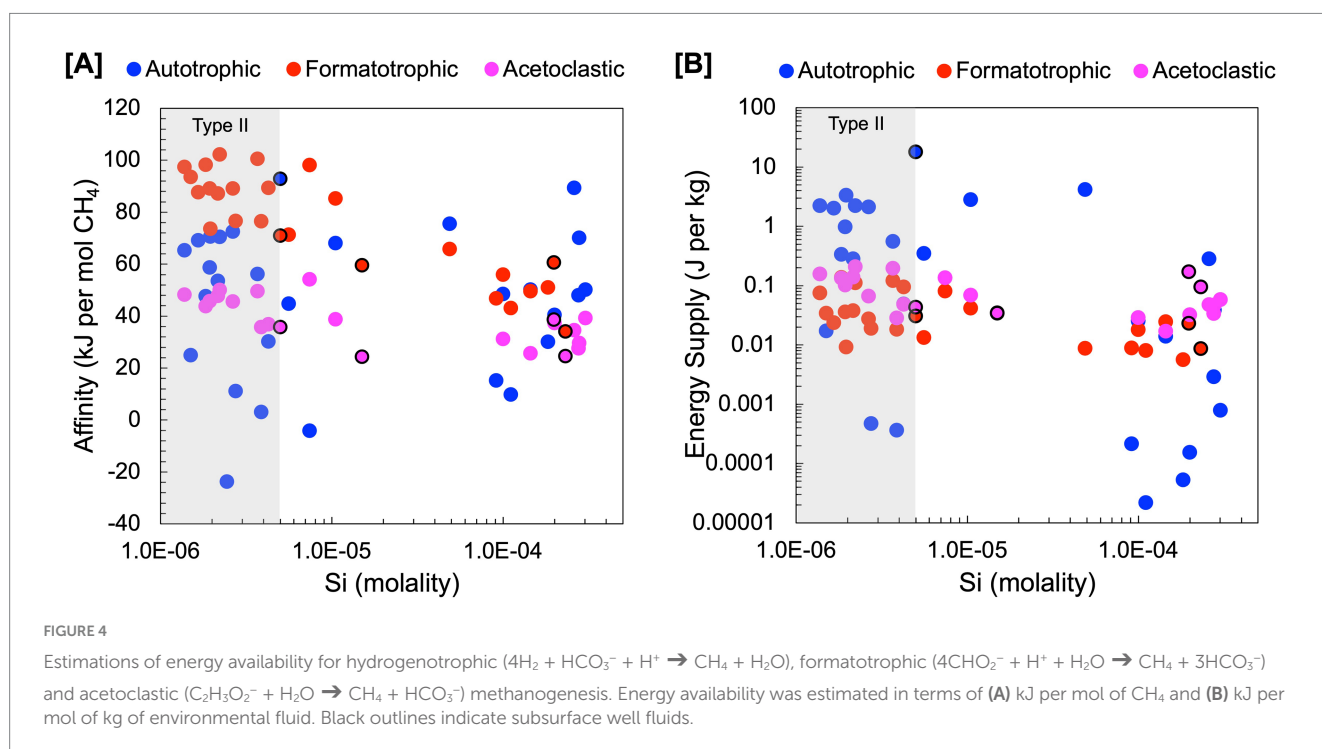 [A]
Autotrophic Formatotrophic Acetoclastic
Type II
Affinity (kJ per mol CH₄)
120
100
80
60
40
20
0
-20
-40
1.0E-06 1.0E-05 1.0E-04
Si (molality)
[B]
Autotrophic Formatotrophic Acetoclastic
Type II
Energy Supply (J per kg)
100
10
1
0.1
0.01
0.001
0.0001
0.00001
1.0E-06 1.0E-05 1.0E-04
Si (molality)
FIGURE 4
Estimations of energy availability for hydrogenotrophic (4H₂ + HCO₃⁻ + H⁺ ➔ CH₄ + H₂O), formatotrophic (4CHO₂⁻ + H⁺ + H₂O ➔ CH₄ + 3HCO₃⁻)
and acetoclastic (C₂H₃O₂⁻ + H₂O ➔ CH₄ + HCO₃⁻) methanogenesis. Energy availability was estimated in terms of (A) kJ per mol of CH₄ and (B) kJ per
mol of kg of environmental fluid. Black outlines indicate subsurface well fluids.